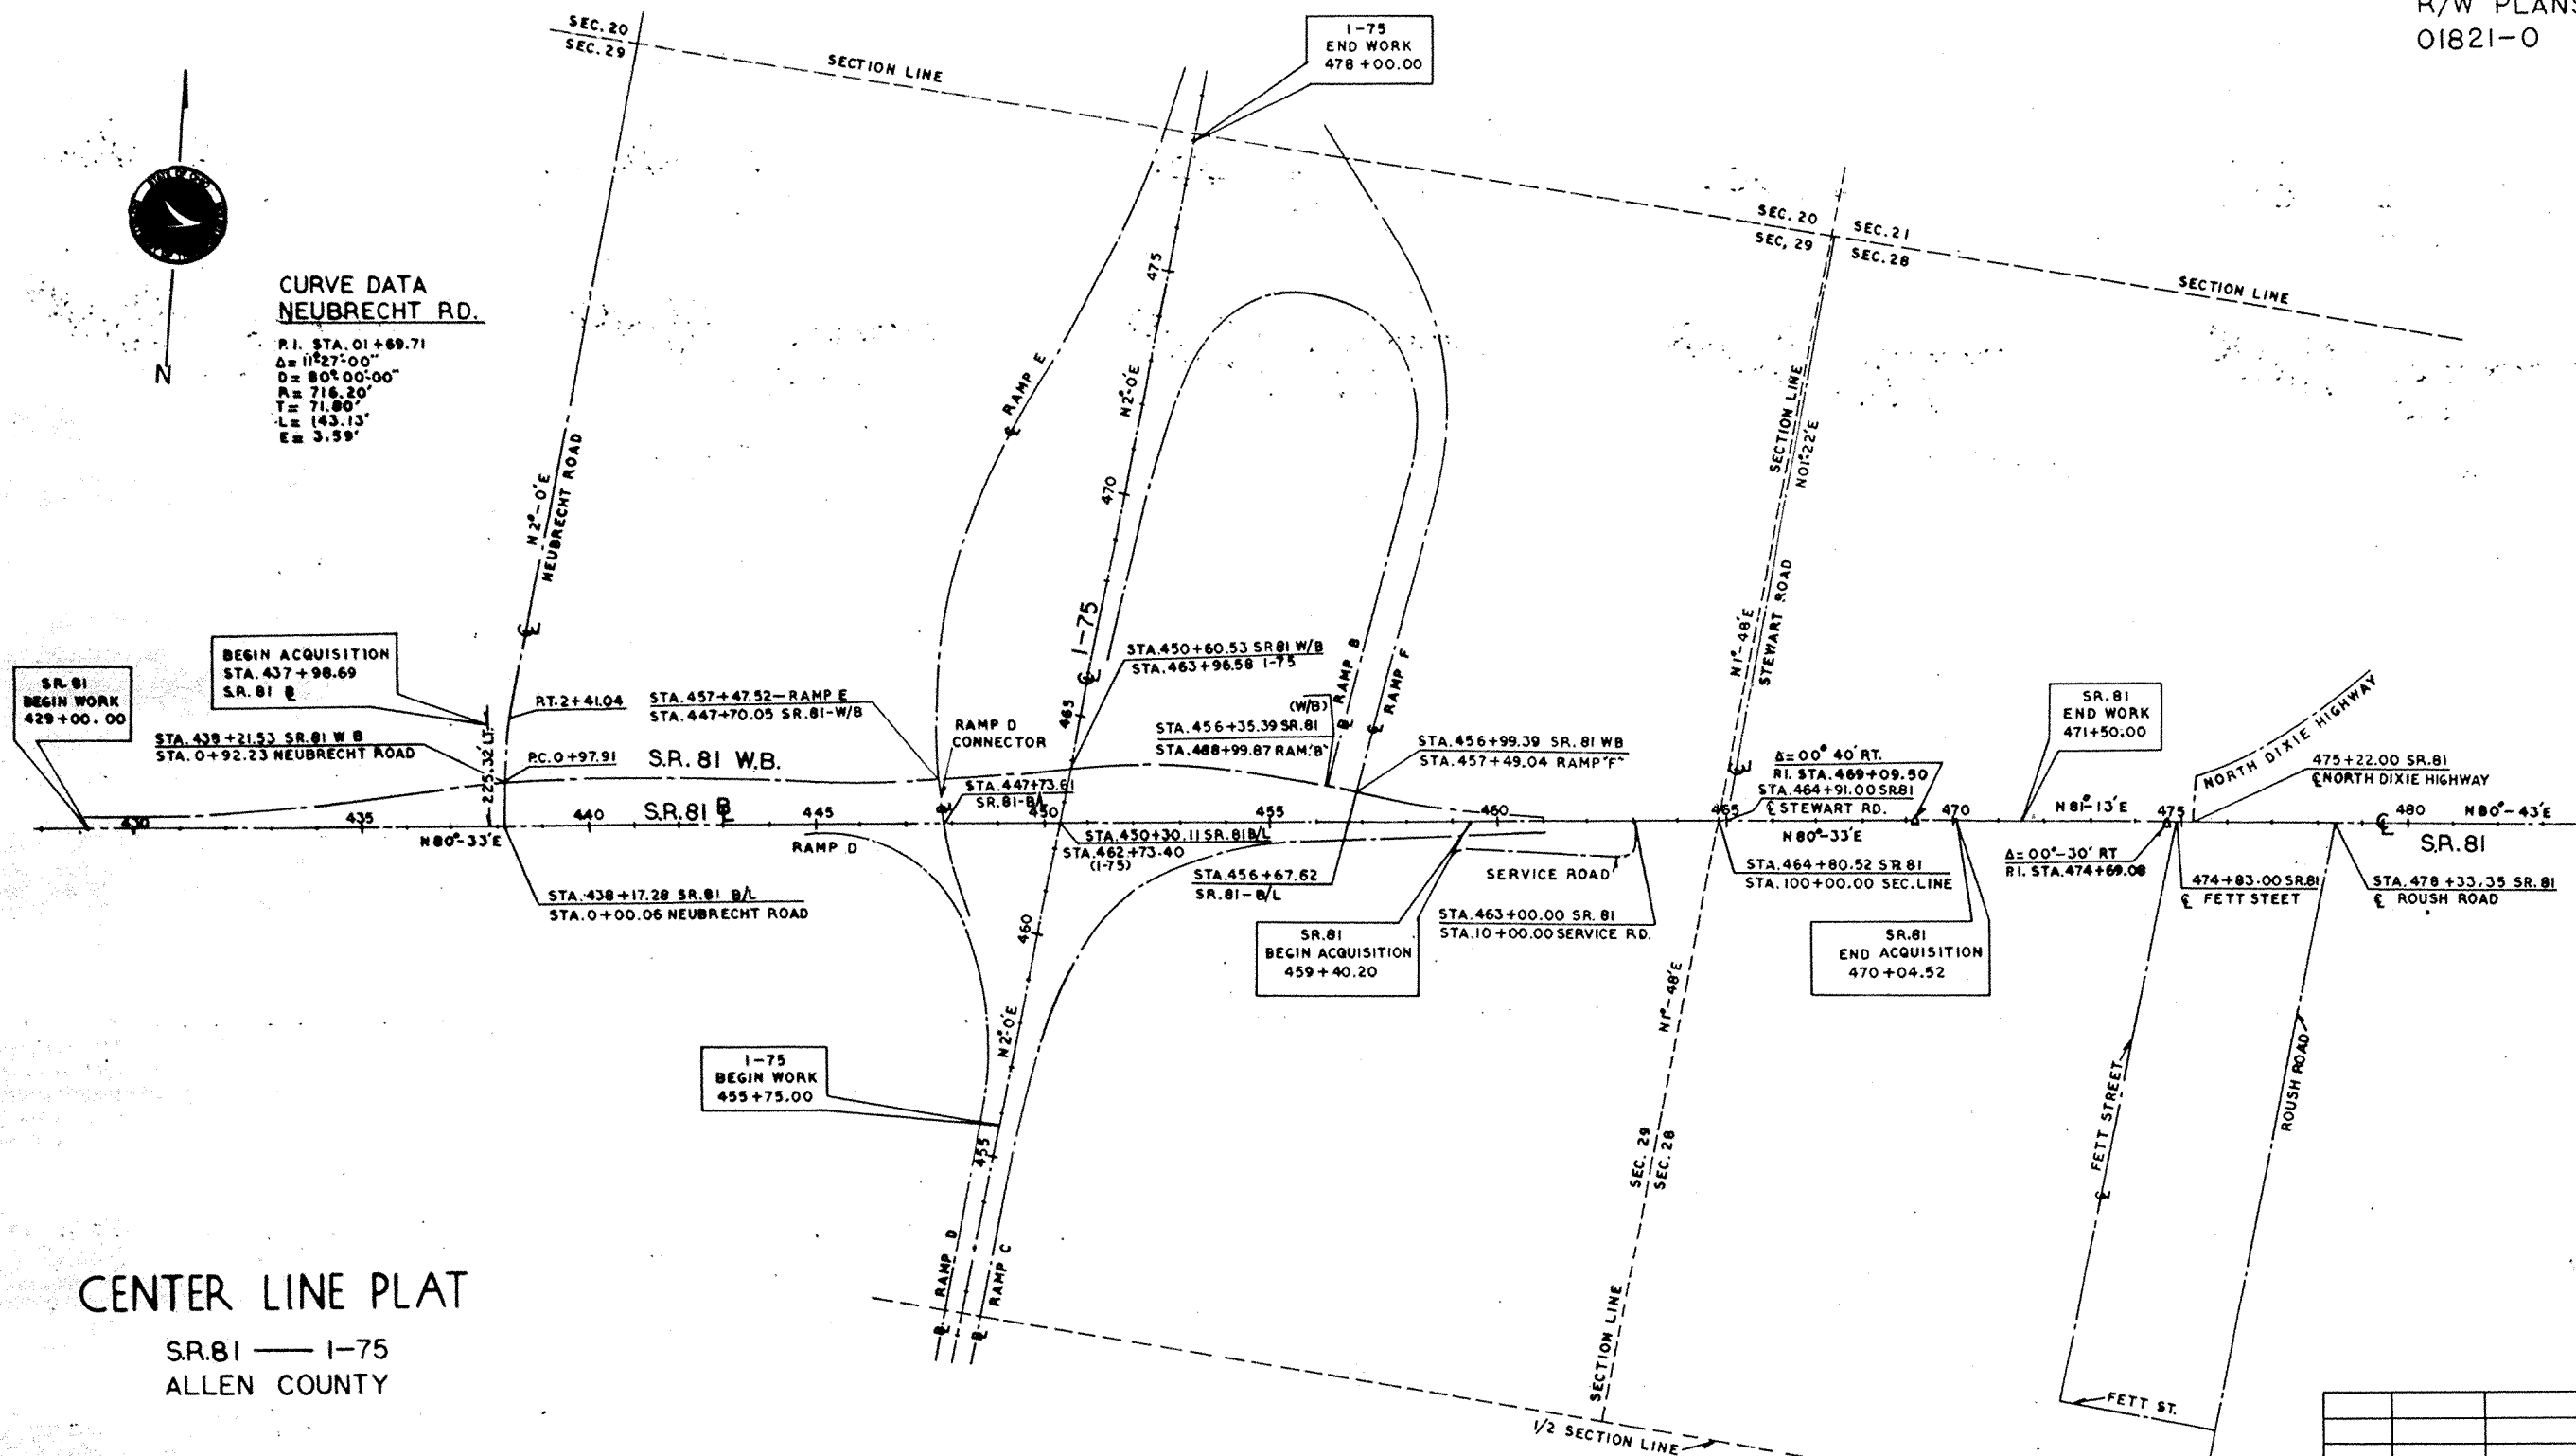 R/W PLANS
01821-0
SEC. 20
SEC. 29
SECTION LINE
I-75
END WORK
478+00.00
STATE OF OHIO
N
CURVE DATA
NEUBRECHT RD.
P.I. STA. 01+69.71
Δ= 11°27'-00"
D= 80°00'-00"
R= 716.20'
T= 71.80'
L= 143.13'
E= 3.59'
SEC. 20
SEC. 29
SEC. 21
SEC. 28
SECTION LINE
475
N2°-0'E
℄ RAMP E
470
N2°-0'E
NEUBRECHT ROAD
℄
SECTION LINE
N01°-22'E
N1°-48'E
STEWART ROAD
℄
℄ I-75
465
BEGIN ACQUISITION
STA. 437+98.69
S.R. 81 ℄
SR. 81
BEGIN WORK
429+00.00
STA. 438+21.53 SR.81 W B
STA. 0+92.23 NEUBRECHT ROAD
225.32' LT.
RT. 2+41.04
P.C. 0+97.91
STA. 457+47.52-RAMP E
STA. 447+70.05 SR.81-W/B
RAMP D
CONNECTOR
S.R. 81 W.B.
STA. 450+60.53 SR81 W/B
STA. 463+96.58 I-75
(W/B)
STA. 456+35.39 SR.81
STA. 488+99.87 RAM.'B'
RAMP B
℄ RAMP F
STA. 456+99.39 SR. 81 WB
STA. 457+49.04 RAMP "F"
Δ= 00° 40' RT.
P.I. STA. 469+09.50
STA. 464+91.00 SR81
℄ STEWART RD.
SR. 81
END WORK
471+50.00
NORTH DIXIE HIGHWAY
475+22.00 SR.81
℄ NORTH DIXIE HIGHWAY
STA. 447+73.61
SR.81-B/L
430
435
440
S.R. 81
445
450
455
460
465
470
N 81°-13'E
475
℄
480
N80°-43'E
S.R. 81
N80°-33'E
RAMP D
STA. 450+30.11 SR.81 B/L
STA. 462+73.40
(I-75)
STA. 456+67.62
SR.81-B/L
SERVICE ROAD
N80°-33'E
STA. 464+80.52 SR.81
STA. 100+00.00 SEC. LINE
Δ= 00°-30' RT
P.I. STA. 474+69.08
474+83.00 SR.81
℄ FETT STEET
STA. 478+33.35 SR. 81
℄ ROUSH ROAD
STA. 438+17.28 SR.81 B/L
STA. 0+00.06 NEUBRECHT ROAD
STA. 463+00.00 SR. 81
STA. 10+00.00 SERVICE RD.
SR. 81
BEGIN ACQUISITION
459+40.20
SR. 81
END ACQUISITION
470+04.52
460
N2°-0'E
N1°-48'E
I-75
BEGIN WORK
455+75.00
455
SEC. 29
SEC. 28
℄ FETT STREET
ROUSH ROAD
RAMP D
RAMP C
SECTION LINE
CENTER LINE PLAT
S.R.81 — I-75
ALLEN COUNTY
FETT ST.
1/2 SECTION LINE